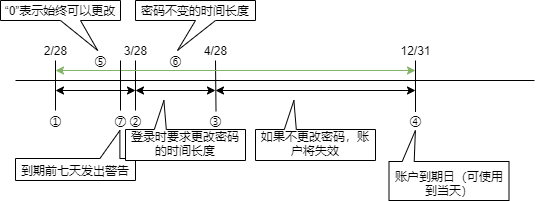 “0”表示始终可以更改
密码不变的时间长度
2/28
3/28
4/28
12/31
⑤
⑥
①
⑦
②
③
④
登录时要求更改密码
的时间长度
如果不更改密码，账
户将失效
到期前七天发出警告
账户到期日（可使用
到当天）